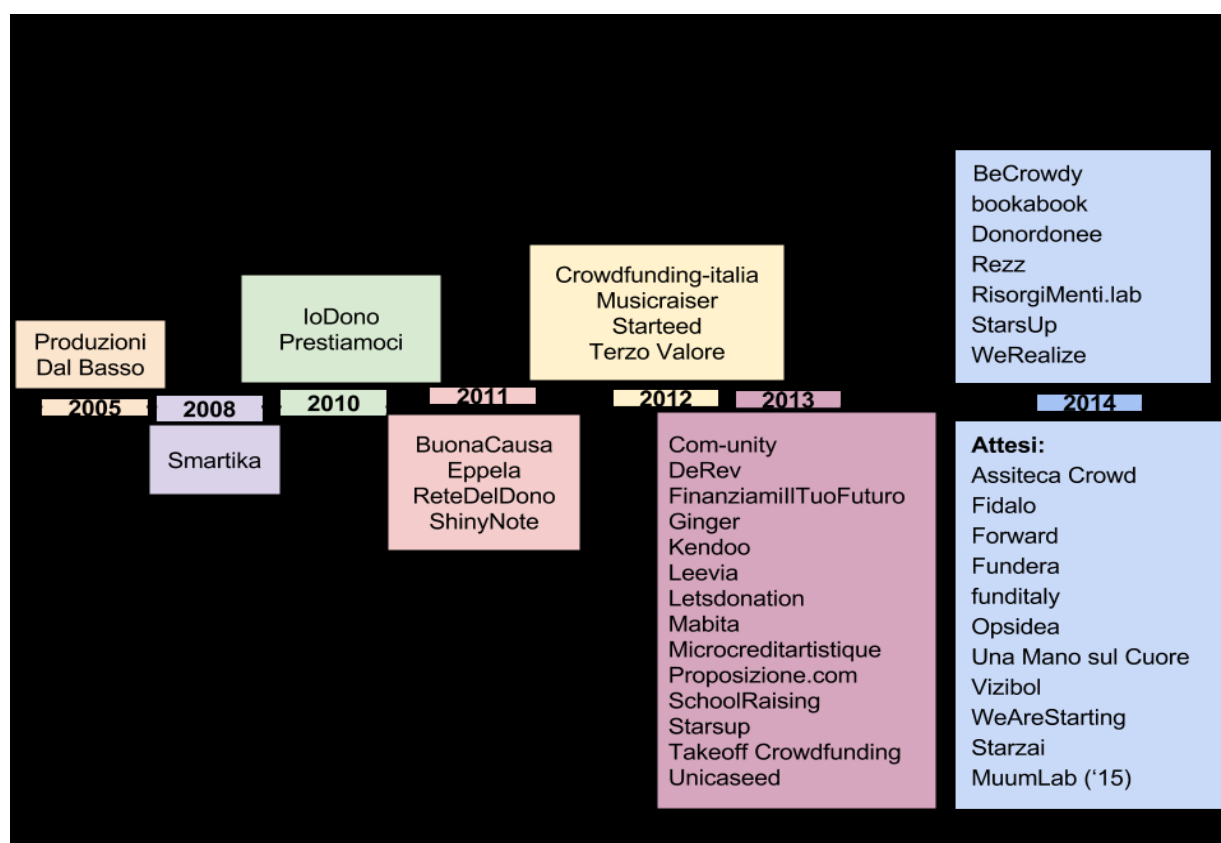 Produzioni
Dal Basso
2005
2008
Smartika
IoDono
Prestiamoci
2010
2011
BuonaCausa
Eppela
ReteDelDono
ShinyNote
Crowdfunding-italia
Musicraiser
Starteed
Terzo Valore
2012
2013
Com-unity
DeRev
FinanziamiIlTuoFuturo
Ginger
Kendoo
Leevia
Letsdonation
Mabita
Microcreditartistique
Proposizione.com
SchoolRaising
Starsup
Takeoff Crowdfunding
Unicaseed
BeCrowdy
bookabook
Donordonee
Rezz
RisorgiMenti.lab
StarsUp
WeRealize
2014
Attesi:
Assiteca Crowd
Fidalo
Forward
Fundera
funditaly
Opsidea
Una Mano sul Cuore
Vizibol
WeAreStarting
Starzai
MuumLab (‘15)